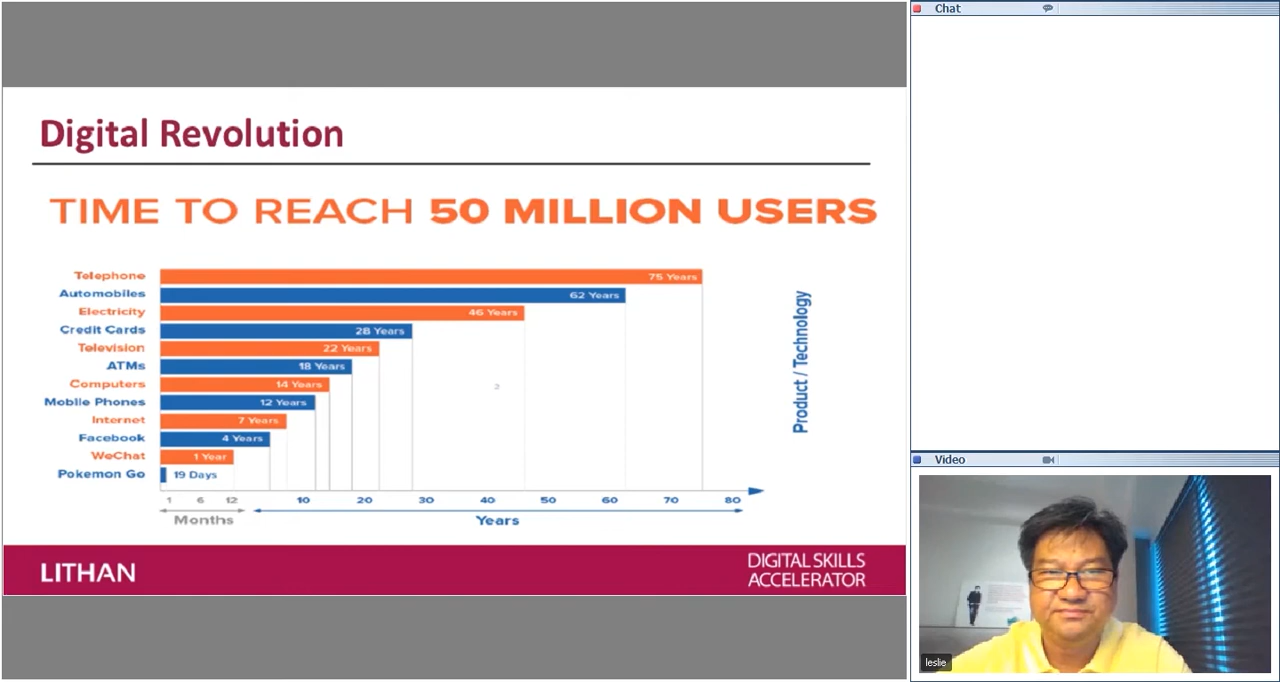 Chat
Digital Revolution
TIME TO REACH 50 MILLION USERS
Telephone 75 Years
Automobiles 62 Years
Electricity 46 Years
Credit Cards 28 Years
Television 22 Years
ATMs 18 Years
Computers 14 Years
2
Mobile Phones 12 Years
Internet 7 Years
Facebook 4 Years
WeChat 1 Year
Pokemon Go 19 Days
Product / Technology
1 6 12 10 20 30 40 50 60 70 80
Months Years
LITHAN
DIGITAL SKILLS
ACCELERATOR
Video
leslie